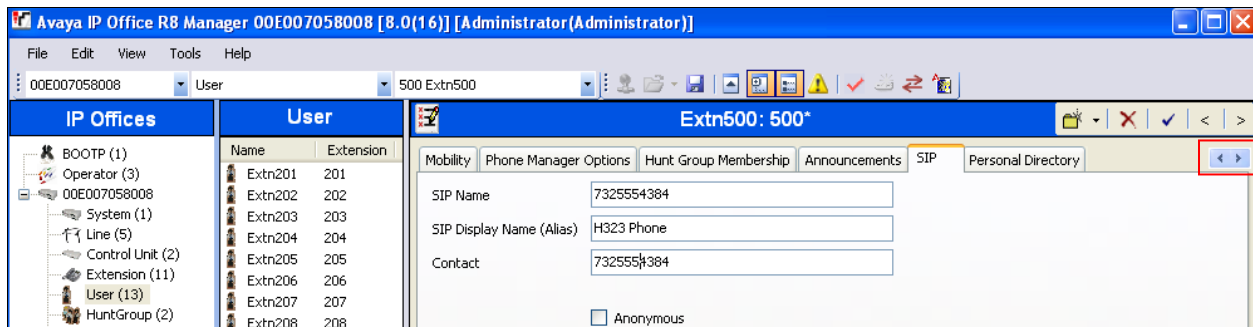 Avaya IP Office R8 Manager 00E007058008 [8.0(16)] [Administrator(Administrator)]
File Edit View Tools Help
00E007058008 User 500 Extn500
IP Offices User Extn500: 500*
BOOTP (1)
Operator (3)
00E007058008
System (1)
Line (5)
Control Unit (2)
Extension (11)
User (13)
HuntGroup (2)
Name Extension
Extn201 201
Extn202 202
Extn203 203
Extn204 204
Extn205 205
Extn206 206
Extn207 207
Extn208 208
Mobility Phone Manager Options Hunt Group Membership Announcements SIP Personal Directory
SIP Name 7325554384
SIP Display Name (Alias) H323 Phone
Contact 7325554384
Anonymous